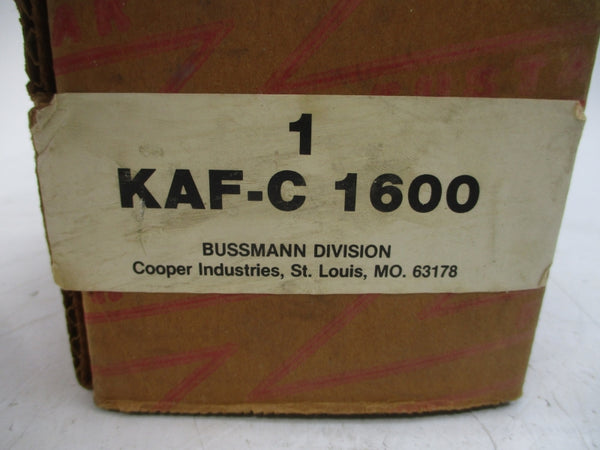 1
KAF-C 1600
BUSSMANN DIVISION
Cooper Industries, St. Louis, MO. 63178